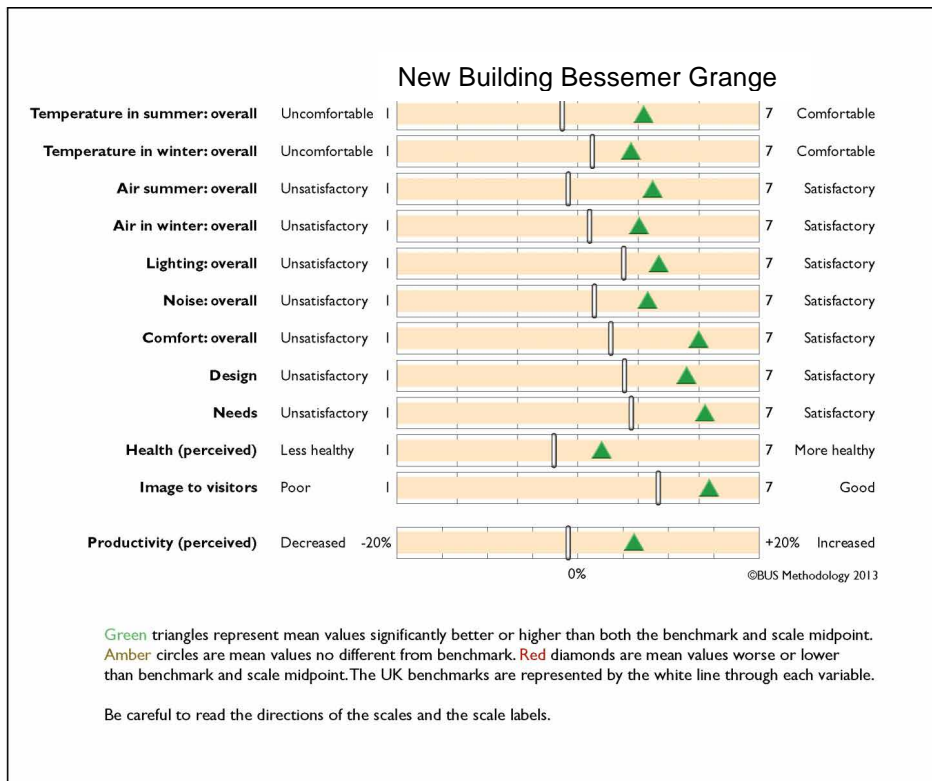 New Building Bessemer Grange
Temperature in summer: overall Uncomfortable 1 7 Comfortable
Temperature in winter: overall Uncomfortable 1 7 Comfortable
Air summer: overall Unsatisfactory 1 7 Satisfactory
Air in winter: overall Unsatisfactory 1 7 Satisfactory
Lighting: overall Unsatisfactory 1 7 Satisfactory
Noise: overall Unsatisfactory 1 7 Satisfactory
Comfort: overall Unsatisfactory 1 7 Satisfactory
Design Unsatisfactory 1 7 Satisfactory
Needs Unsatisfactory 1 7 Satisfactory
Health (perceived) Less healthy 1 7 More healthy
Image to visitors Poor 1 7 Good
Productivity (perceived) Decreased -20% +20% Increased
0% ©BUS Methodology 2013
Green triangles represent mean values significantly better or higher than both the benchmark and scale midpoint.
Amber circles are mean values no different from benchmark. Red diamonds are mean values worse or lower
than benchmark and scale midpoint. The UK benchmarks are represented by the white line through each variable.
Be careful to read the directions of the scales and the scale labels.